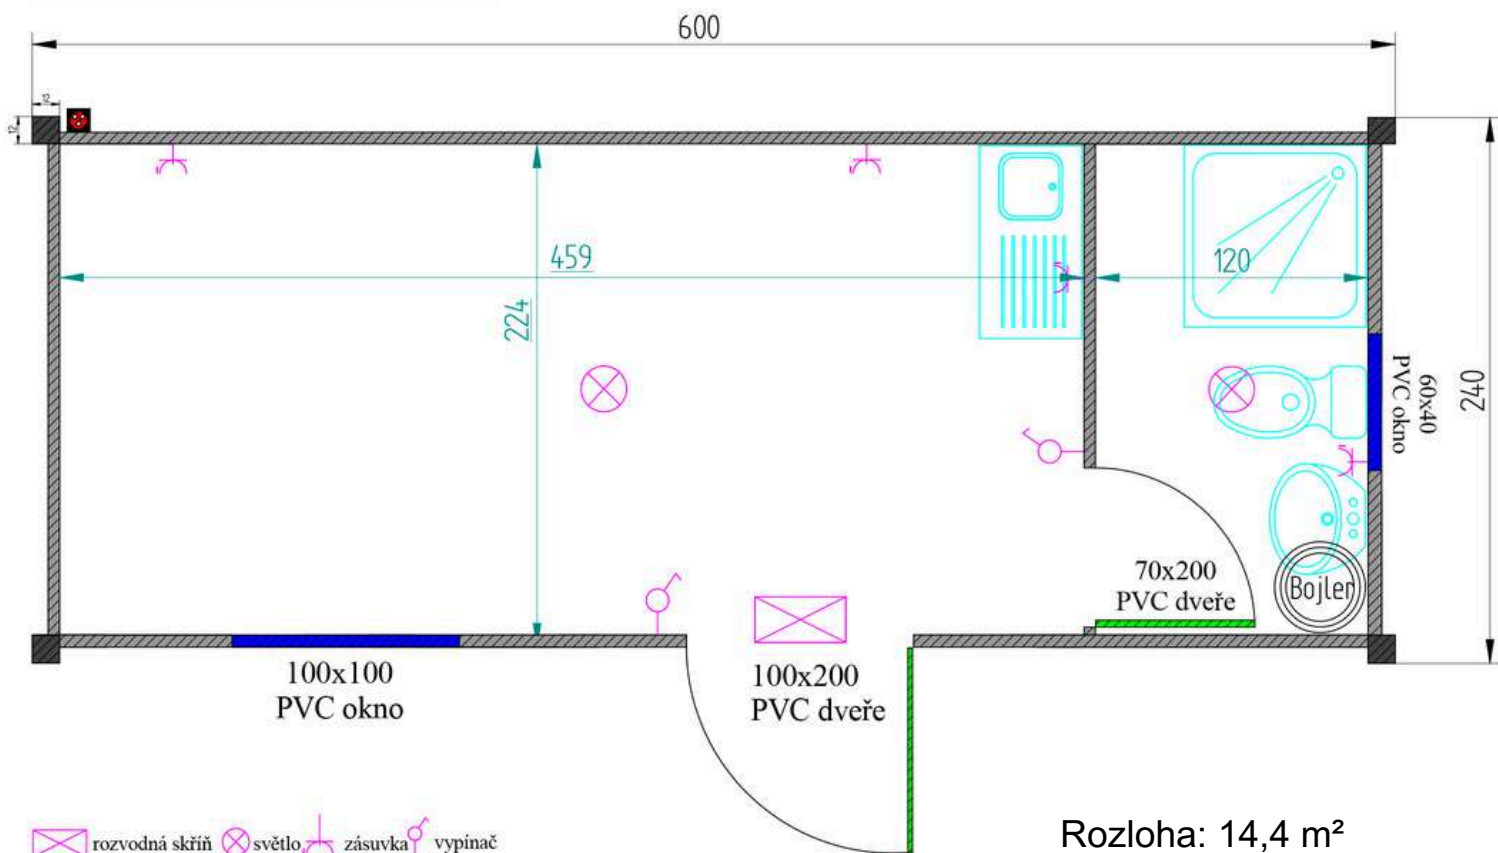 600
12
459
120
224
60x40
PVC okno
240
70x200
PVC dveře
Bojler
100x100
PVC okno
100x200
PVC dveře
rozvodná skříň světlo zásuvka vypínač
Rozloha: 14,4 m²